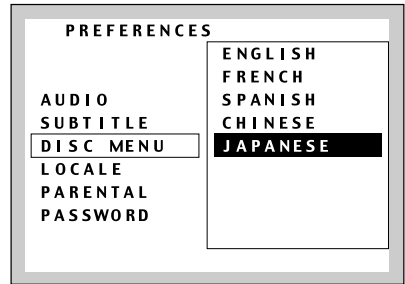 PREFERENCES
AUDIO
SUBTITLE
DISC MENU
LOCALE
PARENTAL
PASSWORD
ENGLISH
FRENCH
SPANISH
CHINESE
JAPANESE